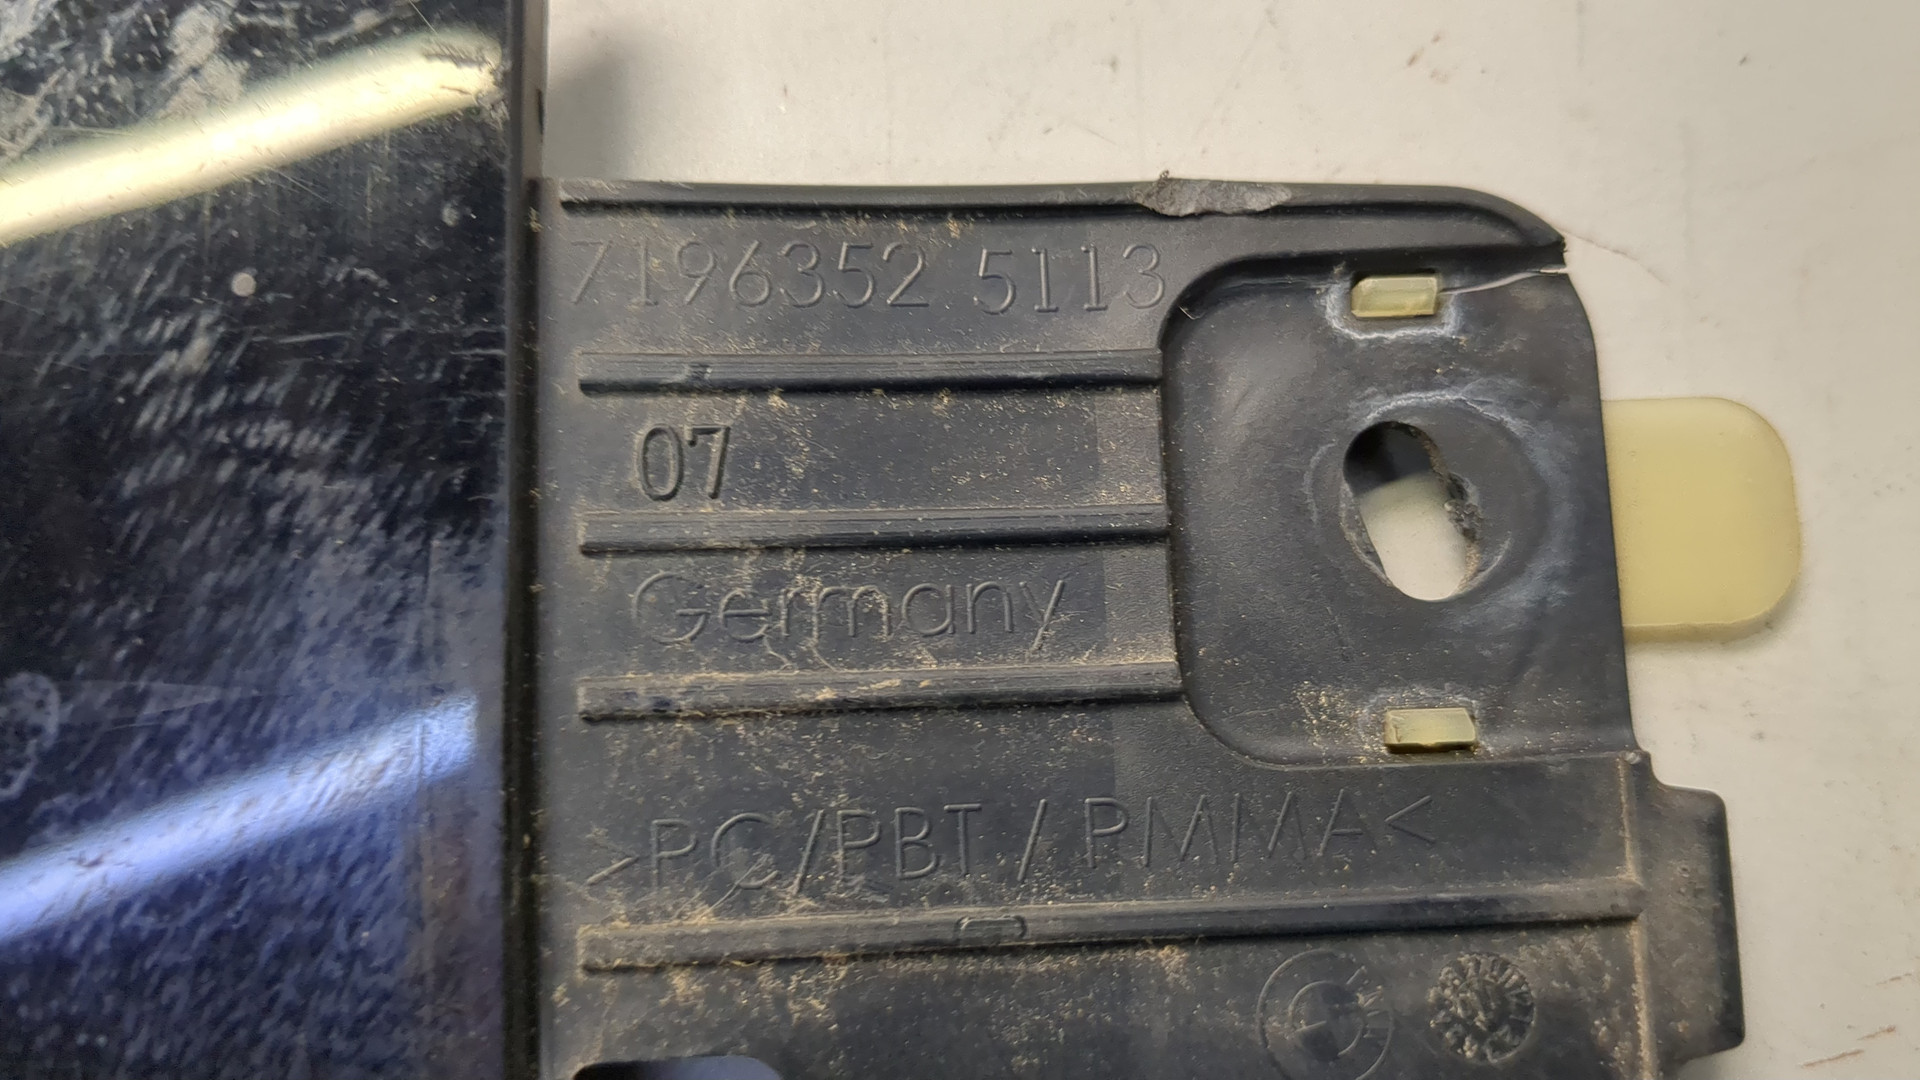 7196352 5113
07
Germany
>PC/PBT/PMMA<